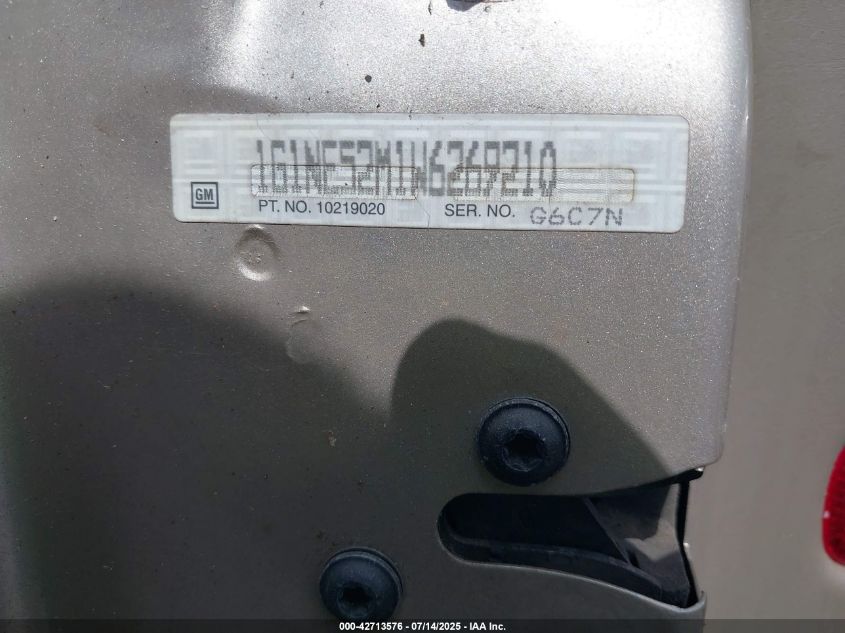 1G1NE52M1W6269210
GM
PT. NO. 10219020 SER. NO. G6C7N
000-42713576 - 07/14/2025 - IAA Inc.